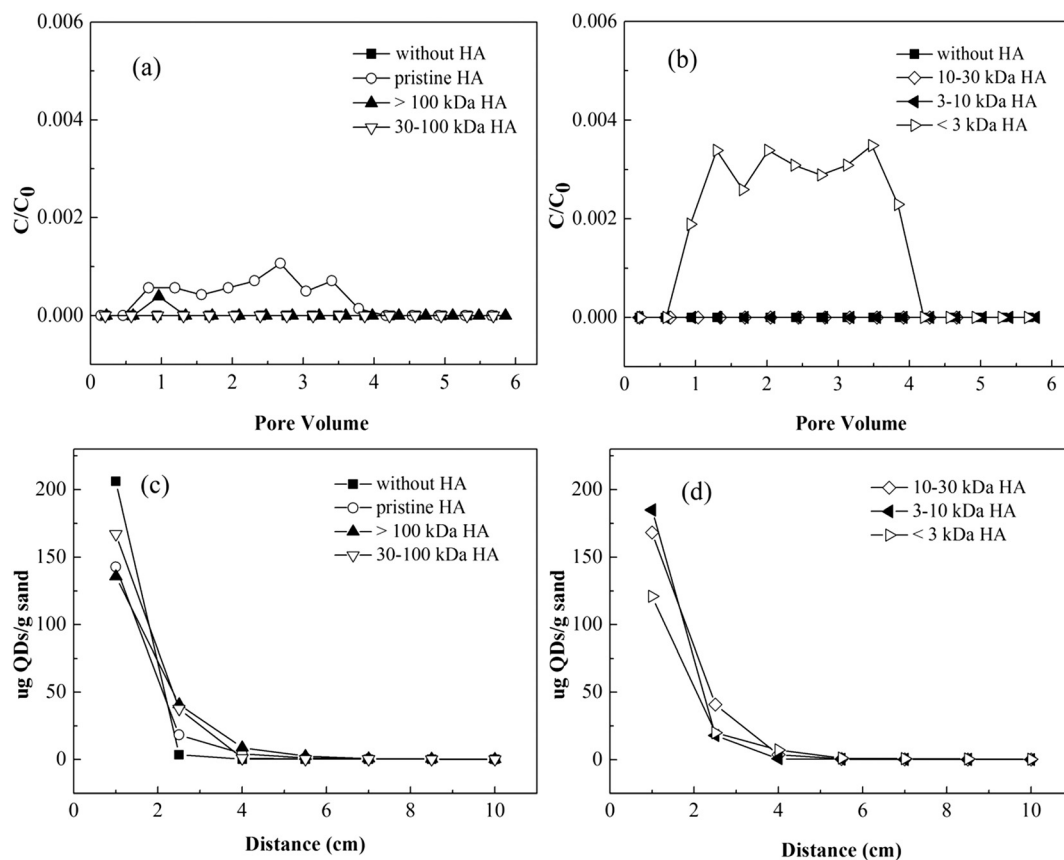 (a)
without HA
pristine HA
> 100 kDa HA
30-100 kDa HA
0.006
0.004
0.002
0.000
C/C0
0 1 2 3 4 5 6
Pore Volume
(b)
without HA
10-30 kDa HA
3-10 kDa HA
< 3 kDa HA
0.006
0.004
0.002
0.000
C/C0
0 1 2 3 4 5 6
Pore Volume
(c)
without HA
pristine HA
> 100 kDa HA
30-100 kDa HA
200
150
100
50
0
ug QDs/g sand
0 2 4 6 8 10
Distance (cm)
(d)
10-30 kDa HA
3-10 kDa HA
< 3 kDa HA
200
150
100
50
0
ug QDs/g sand
0 2 4 6 8 10
Distance (cm)